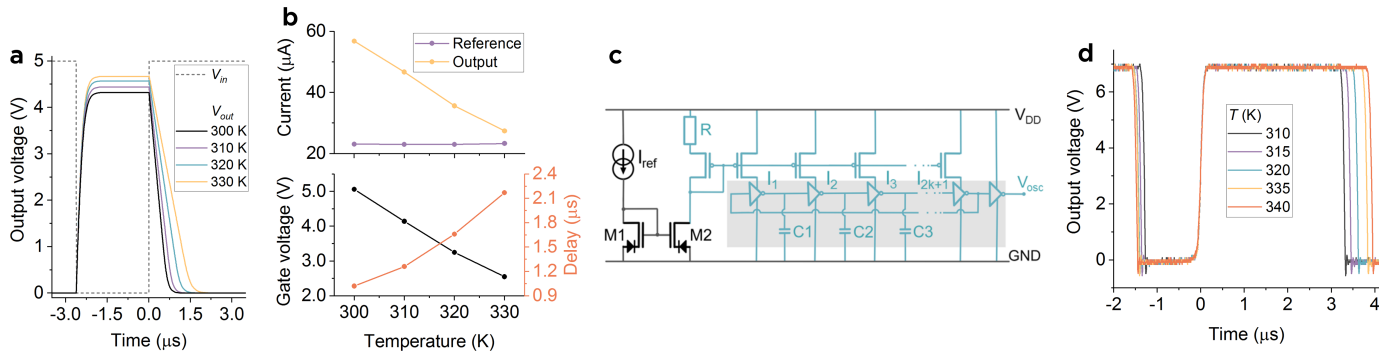 a
5
4
3
2
1
0
Output voltage (V)
V_in
V_out
300 K
310 K
320 K
330 K
-3.0
-1.5
0.0
1.5
3.0
Time (μs)
b
60
40
20
Current (μA)
Reference
Output
5.0
4.0
3.0
2.0
Gate voltage (V)
2.4
2.1
1.8
1.5
1.2
0.9
Delay (μs)
300
310
320
330
Temperature (K)
c
V_DD
R
I_ref
I_1
I_2
I_3
I_2k+1
V_osc
M1
M2
C1
C2
C3
GND
d
6
4
2
0
Output voltage (V)
T (K)
310
315
320
335
340
-2
-1
0
1
2
3
4
Time (μs)